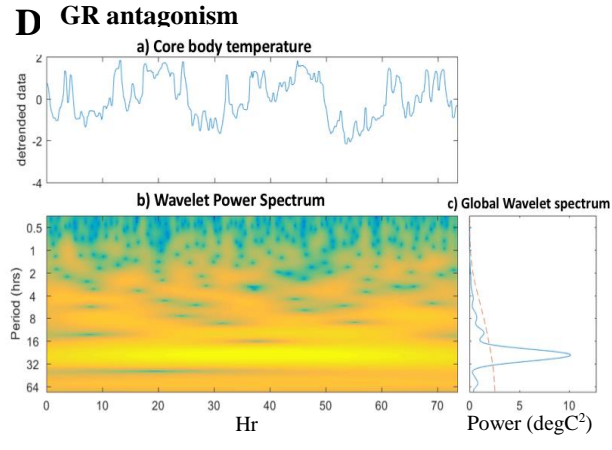 D GR antagonism
a) Core body temperature
detrended data
2
0
-2
-4
b) Wavelet Power Spectrum
c) Global Wavelet spectrum
Period (hrs)
0.5
1
2
4
8
16
32
64
0 10 20 30 40 50 60 70
0 5 10
Hr
Power (degC²)